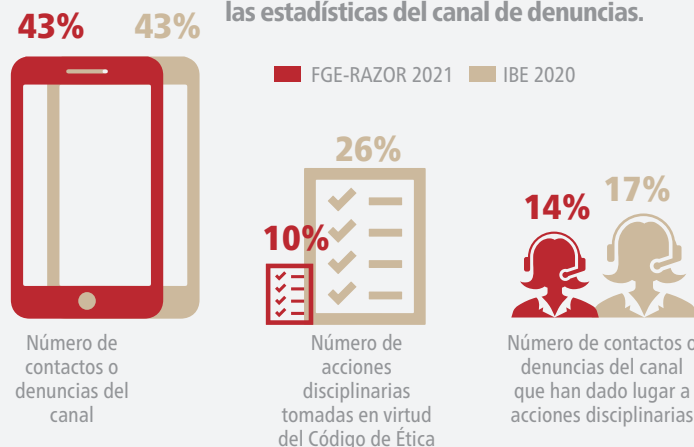 las estadísticas del canal de denuncias.
43% 43%
FGE-RAZOR 2021 IBE 2020
26%
10%
14% 17%
Número de
contactos o
denuncias del
canal
Número de
acciones
disciplinarias
tomadas en virtud
del Código de Ética
Número de contactos o
denuncias del canal
que han dado lugar a
acciones disciplinarias